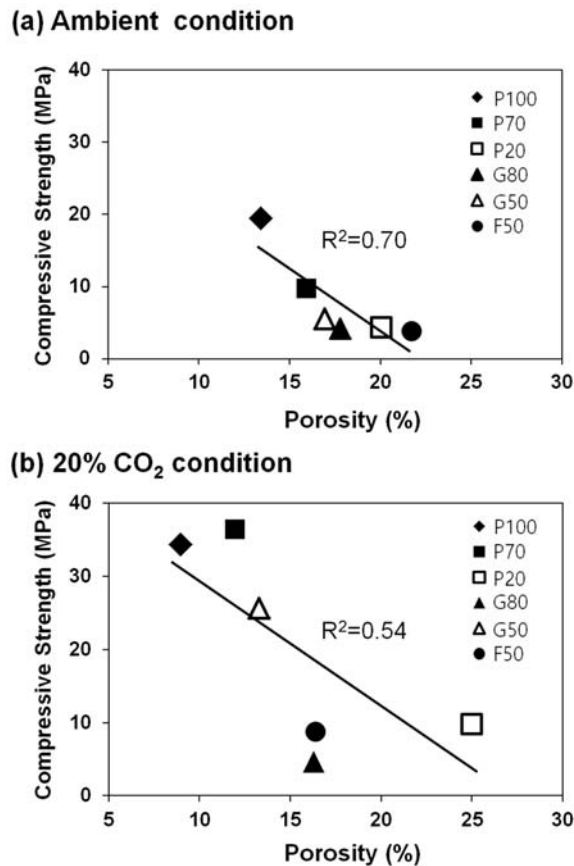 (a) Ambient condition
Compressive Strength (MPa)
40
30
20
10
0
P100
P70
P20
G80
G50
F50
R²=0.70
5 10 15 20 25 30
Porosity (%)
(b) 20% CO₂ condition
Compressive Strength (MPa)
40
30
20
10
0
P100
P70
P20
G80
G50
F50
R²=0.54
5 10 15 20 25 30
Porosity (%)